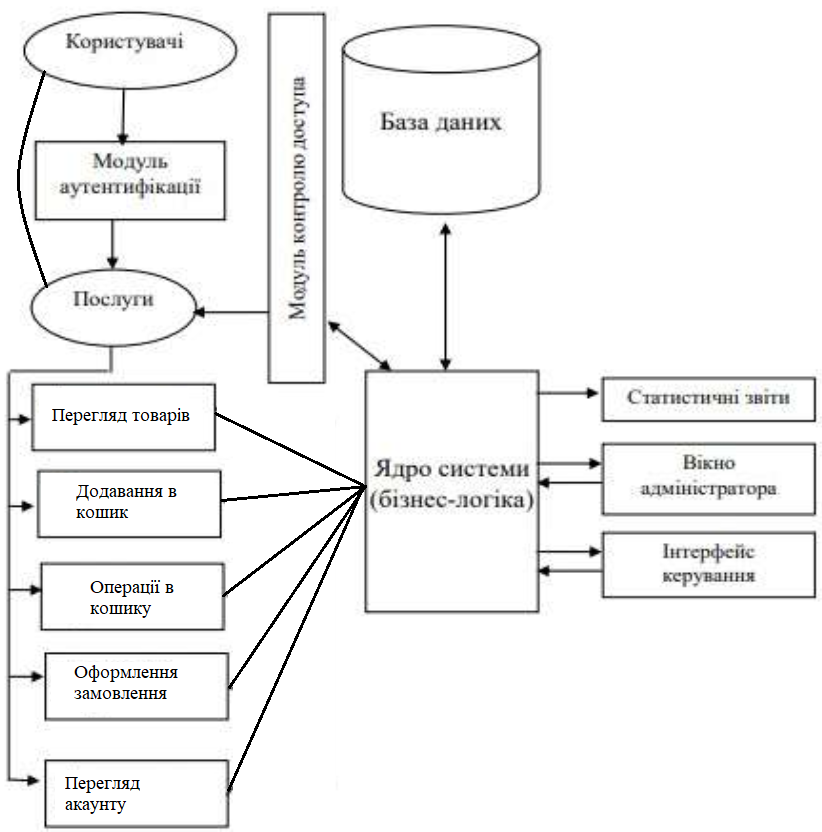 Користувачі
Модуль
аутентифікації
Послуги
Модуль контролю доступа
База даних
Перегляд товарів
Додавання в
кошик
Операції в
кошику
Оформлення
замовлення
Перегляд
акаунту
Ядро системи
(бізнес-логіка)
Статистичні звіти
Вікно
адміністратора
Інтерфейс
керування